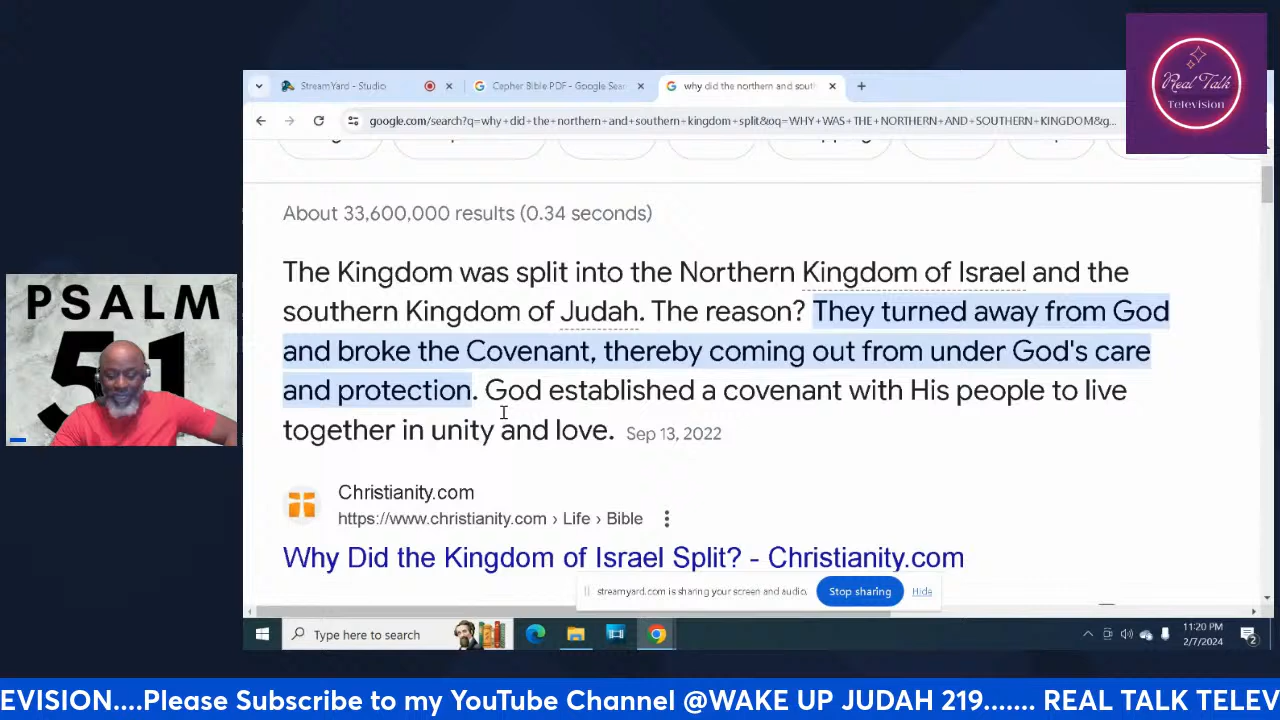 StreamYard - Studio
Cepher Bible PDF - Google Sear
why did the northern and south
google.com/search?q=why+did+the+northern+and+southern+kingdom+split&oq=WHY+WAS+THE+NORTHERN+AND+SOUTHERN+KINGDOM&g...
Real Talk
Television
About 33,600,000 results (0.34 seconds)
The Kingdom was split into the Northern Kingdom of Israel and the
southern Kingdom of Judah. The reason? They turned away from God
and broke the Covenant, thereby coming out from under God's care
and protection. God established a covenant with His people to live
together in unity and love. Sep 13, 2022
PSALM
51
Christianity.com
https://www.christianity.com › Life › Bible
Why Did the Kingdom of Israel Split? - Christianity.com
streamyard.com is sharing your screen and audio.
Stop sharing
Hide
Type here to search
11:20 PM
2/7/2024
2
EVISION....Please Subscribe to my YouTube Channel @WAKE UP JUDAH 219....... REAL TALK TELEV